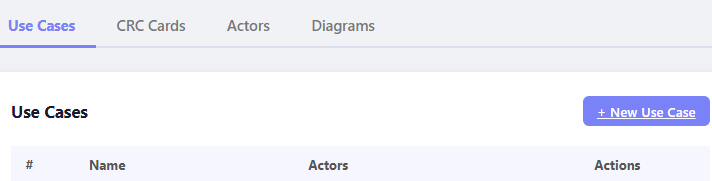 Use Cases CRC Cards Actors Diagrams
Use Cases + New Use Case
# Name Actors Actions